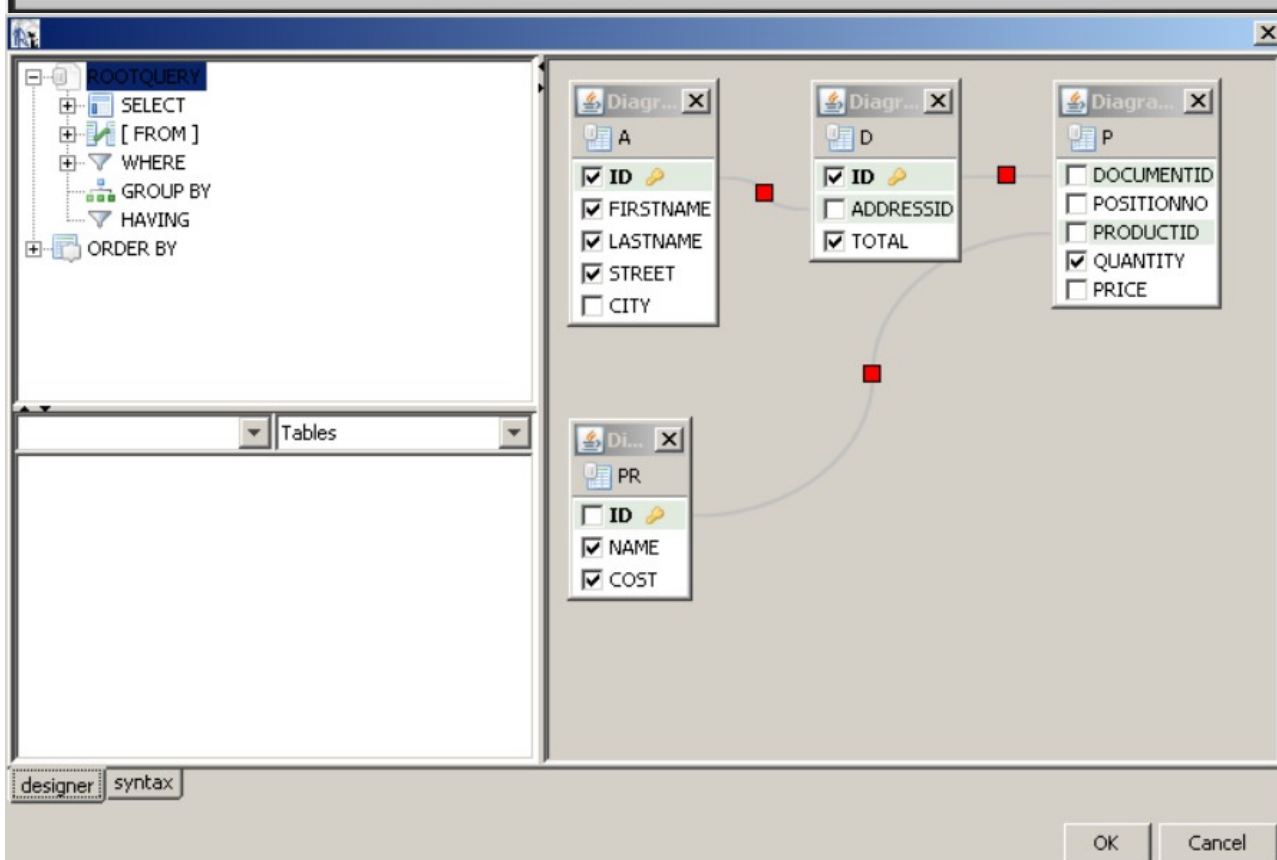 ROOTQUERY
SELECT
[ FROM ]
WHERE
GROUP BY
HAVING
ORDER BY
Tables
Diagr...
A
ID
FIRSTNAME
LASTNAME
STREET
CITY
Diagr...
D
ID
ADDRESSID
TOTAL
Diagra...
P
DOCUMENTID
POSITIONNO
PRODUCTID
QUANTITY
PRICE
Di...
PR
ID
NAME
COST
designer
syntax
OK
Cancel